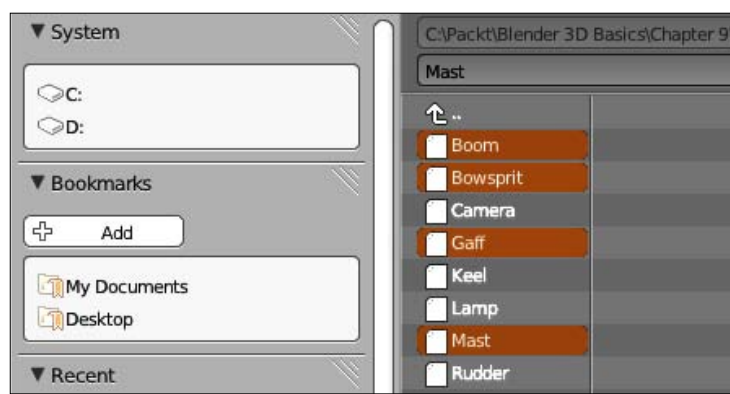 System
C:
D:
Bookmarks
Add
My Documents
Desktop
Recent
C:\Packt\Blender 3D Basics\Chapter 9
Mast
..
Boom
Bowsprit
Camera
Gaff
Keel
Lamp
Mast
Rudder